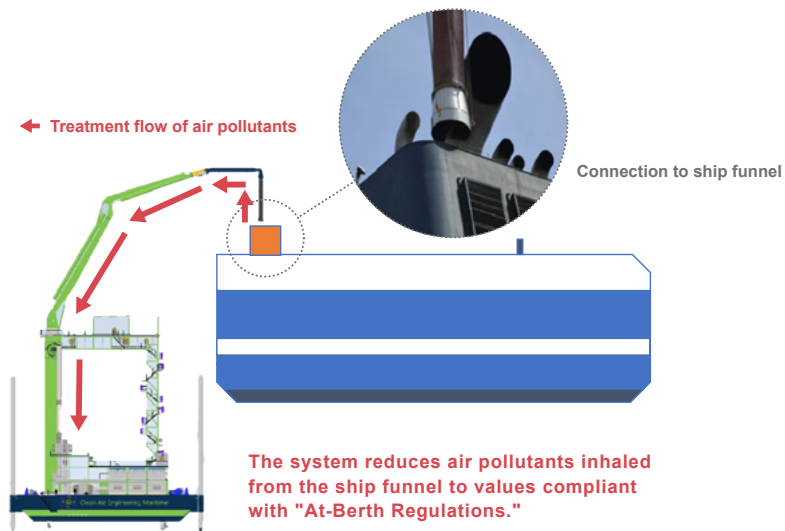 Treatment flow of air pollutants
Connection to ship funnel
Clean Air Engineering Maritime
The system reduces air pollutants inhaled
from the ship funnel to values compliant
with "At-Berth Regulations."